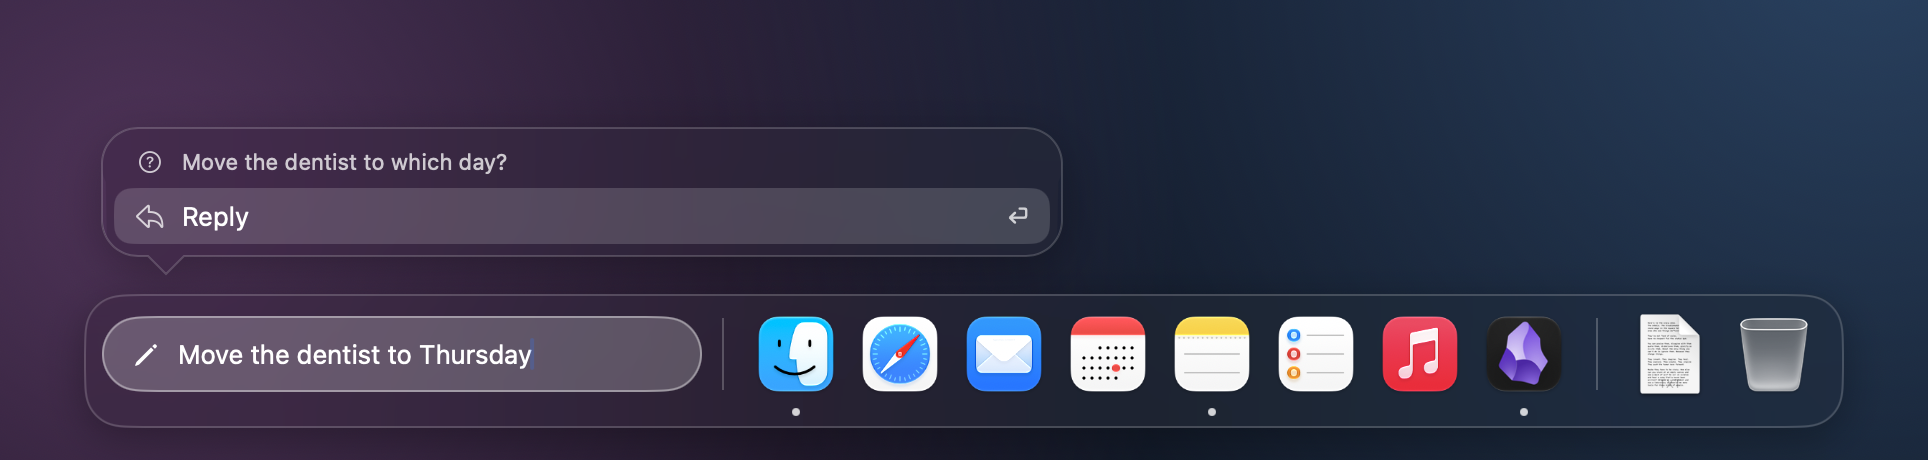 Move the dentist to which day?
Reply
Move the dentist to Thursday